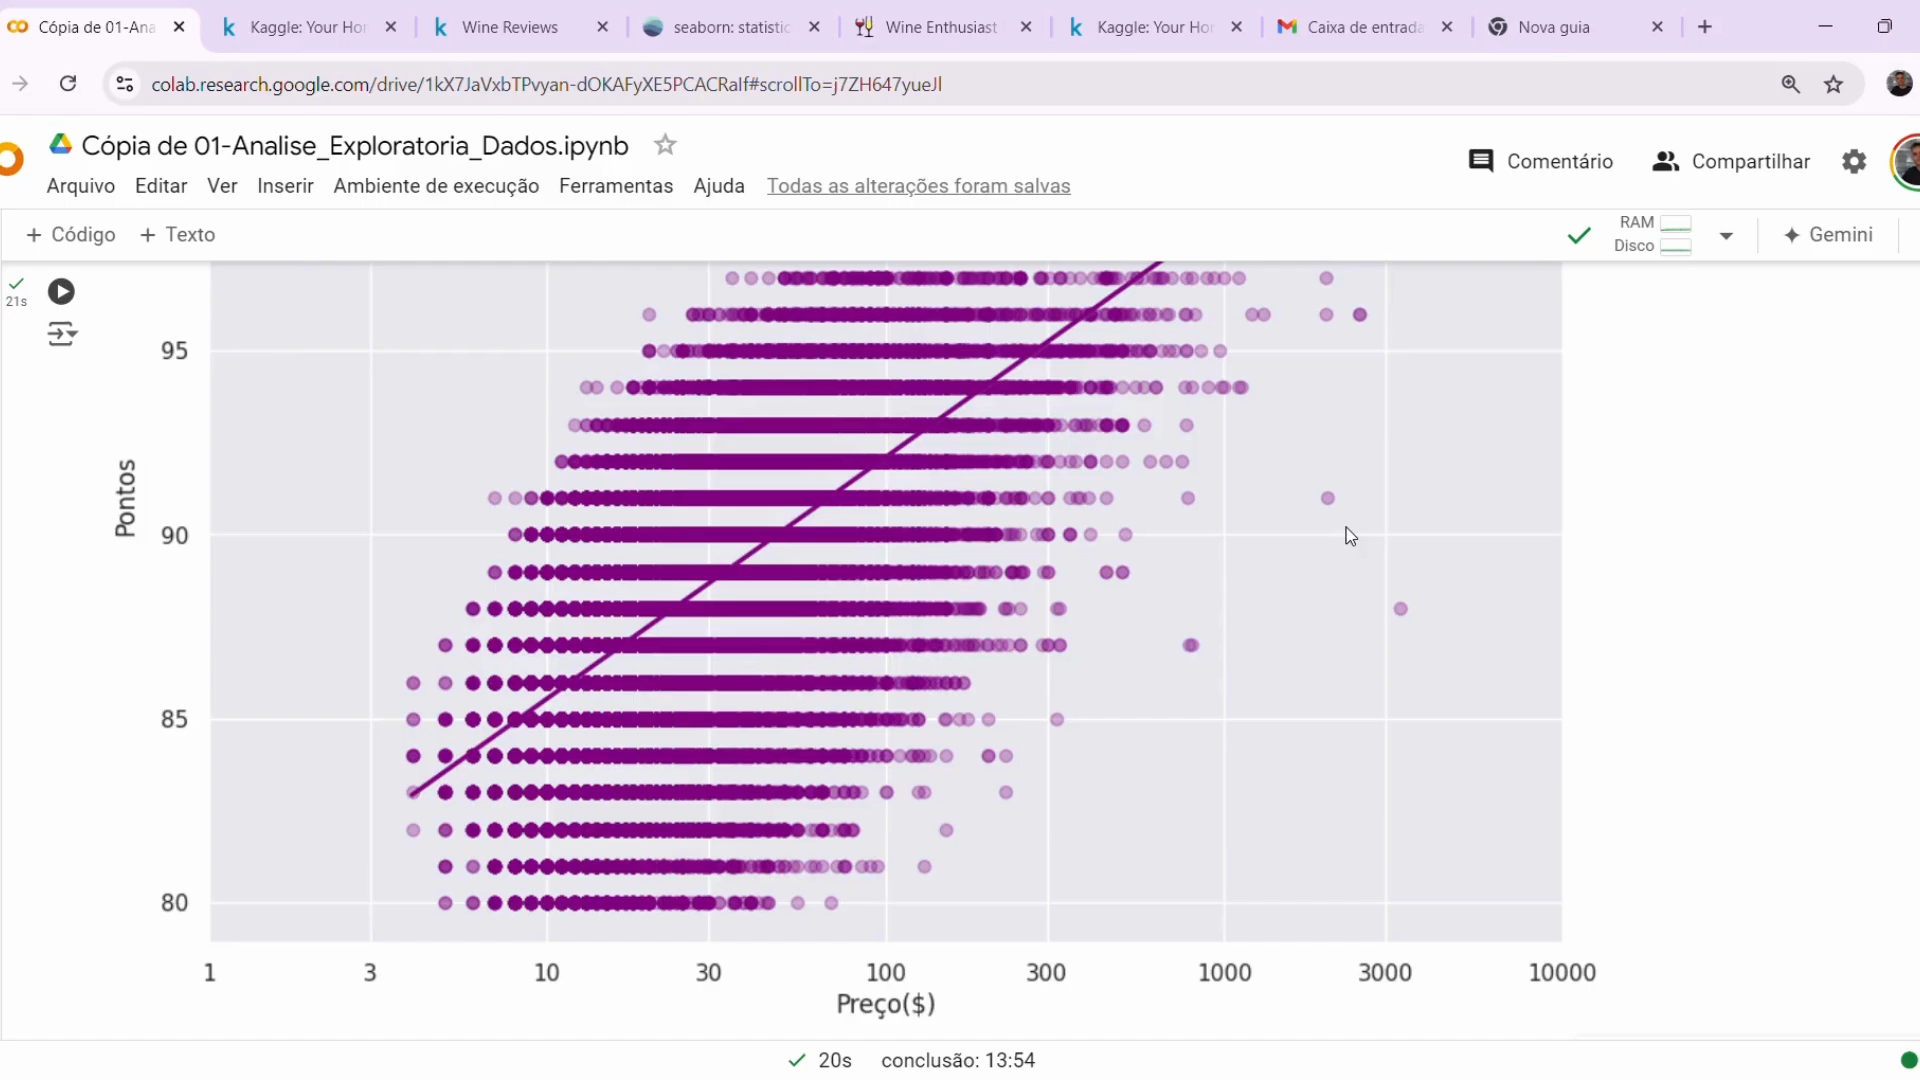 Cópia de 01-Ana
Kaggle: Your Ho
Wine Reviews
seaborn: statistic
Wine Enthusiast
Kaggle: Your Ho
Caixa de entrada
Nova guia
colab.research.google.com/drive/1kX7JaVxbTPvyan-dOKAFyXE5PCACRaIf#scrollTo=j7ZH647yueJl
Cópia de 01-Analise_Exploratoria_Dados.ipynb
Comentário
Compartilhar
Arquivo Editar Ver Inserir Ambiente de execução Ferramentas Ajuda Todas as alterações foram salvas
+ Código + Texto
RAM
Disco
Gemini
21s
95
90
85
80
Pontos
1 3 10 30 100 300 1000 3000 10000
Preço($)
20s conclusão: 13:54